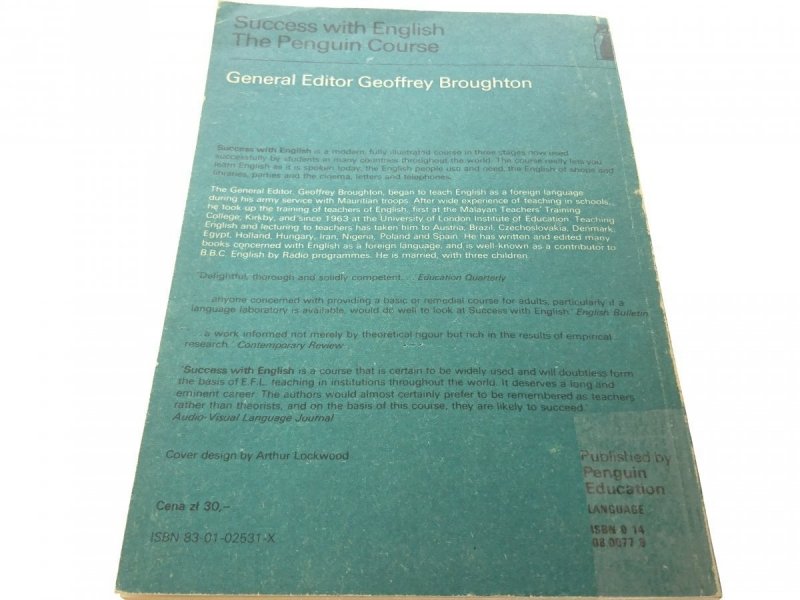 Success with English
The Penguin Course
General Editor Geoffrey Broughton
Success with English is a modern, fully illustrated course in three stages now used
successfully by students in many countries throughout the world. The course really lets you
learn English as it is spoken today, the English people use and need, the English of shops and
libraries, parties and the cinema, letters and telephones.
The General Editor, Geoffrey Broughton, began to teach English as a foreign language
during his army service with Mauritian troops. After wide experience of teaching in schools,
he took up the training of teachers of English, first at the Malayan Teachers' Training
College, Kirkby, and since 1963 at the University of London Institute of Education. Teaching
English and lecturing to teachers has taken him to Austria, Brazil, Czechoslovakia, Denmark,
Egypt, Holland, Hungary, Iran, Nigeria, Poland and Spain. He has written and edited many
books concerned with English as a foreign language, and is well-known as a contributor to
B.B.C. English by Radio programmes. He is married, with three children.
'Delightful, thorough and solidly competent. . .' Education Quarterly
. . . anyone concerned with providing a basic or remedial course for adults, particularly if a
language laboratory is available, would do well to look at Success with English.' English Bulletin
. . . a work informed not merely by theoretical rigour but rich in the results of empirical
research. . . Contemporary Review
'Success with English is a course that is certain to be widely used and will doubtless form
the basis of E.F.L. teaching in institutions throughout the world. It deserves a long and
eminent career. The authors would almost certainly prefer to be remembered as teachers
rather than theorists, and on the basis of this course, they are likely to succeed.'
Audio-Visual Language Journal
Cover design by Arthur Lockwood
Published by
Penguin
Education
LANGUAGE
Cena zł 30,–
ISBN 0 14
08 0077 9
ISBN 83-01-02531-X